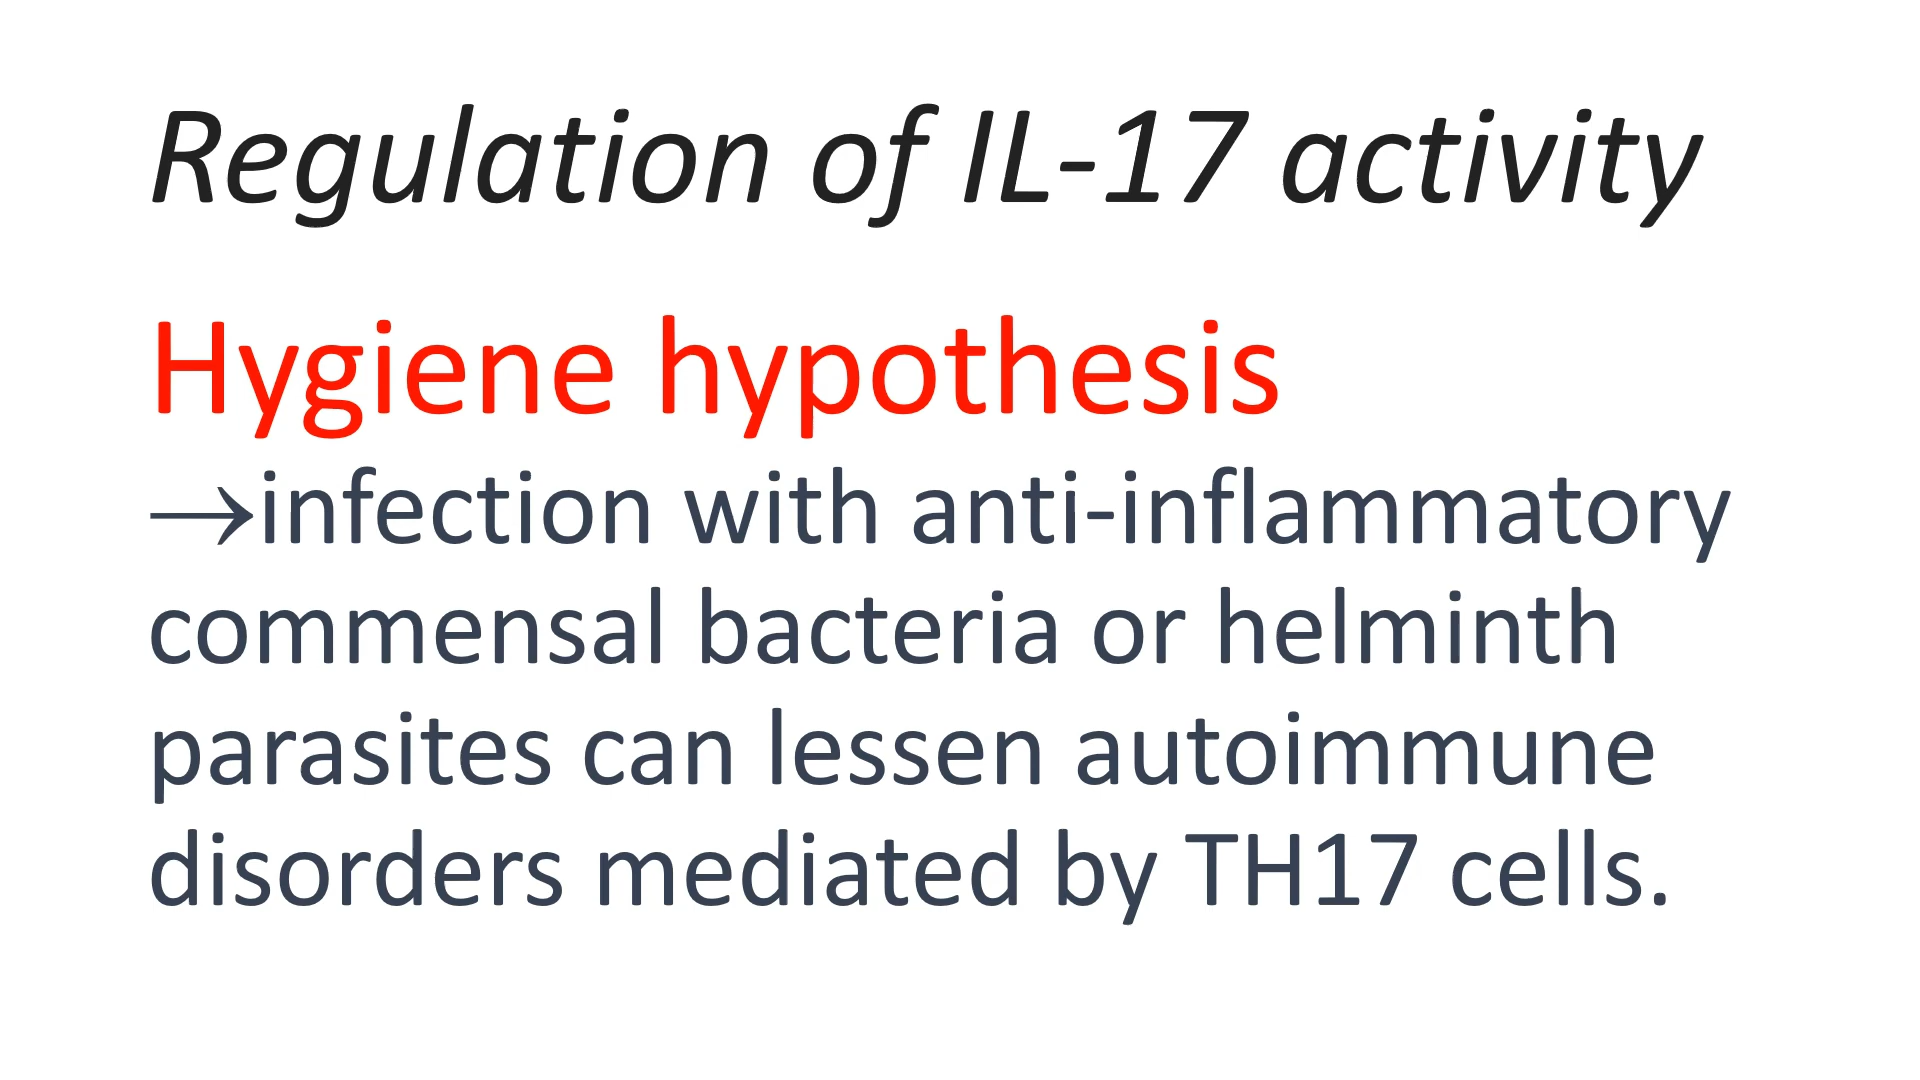 Regulation of IL-17 activity
Hygiene hypothesis
→infection with anti-inflammatory
commensal bacteria or helminth
parasites can lessen autoimmune
disorders mediated by TH17 cells.